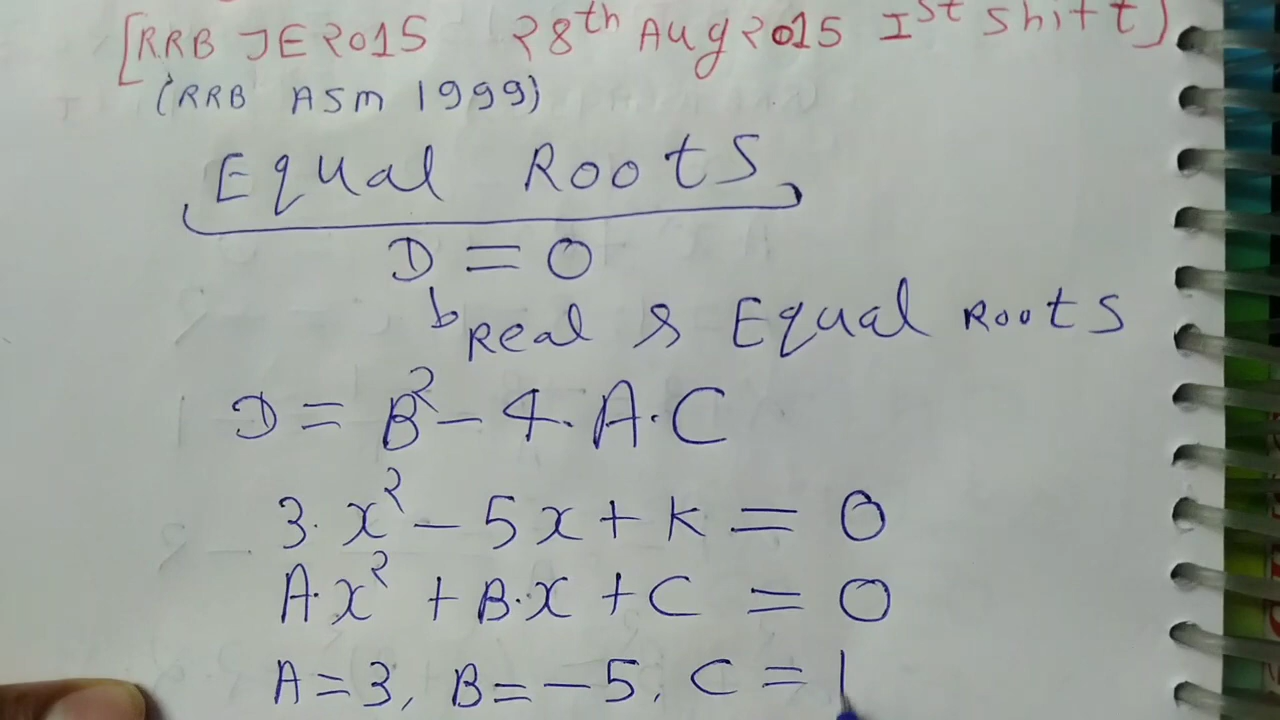 [RRB JE 2015 28th Aug 2015 Ist Shift]
(RRB ASM 1999)
Equal Roots
D = 0
Real & Equal Roots
D = B² - 4.A.C
3.x² - 5x + K = 0
A.x² + B.x + C = 0
A = 3, B = -5, C =